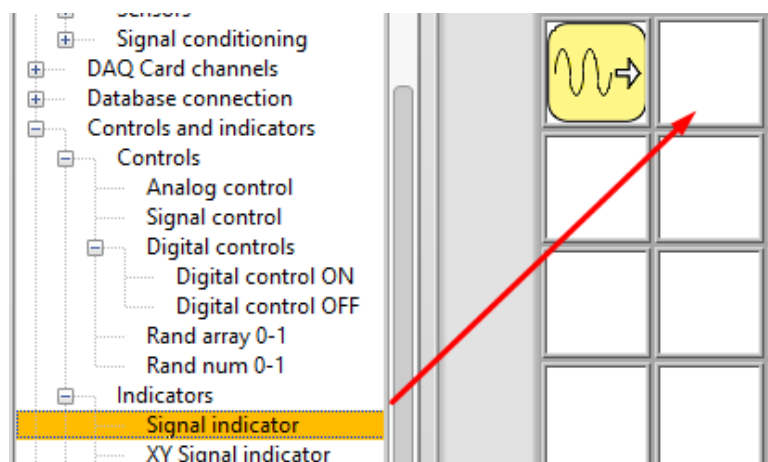 Sensors
Signal conditioning
DAQ Card channels
Database connection
Controls and indicators
Controls
Analog control
Signal control
Digital controls
Digital control ON
Digital control OFF
Rand array 0-1
Rand num 0-1
Indicators
Signal indicator
XY Signal indicator